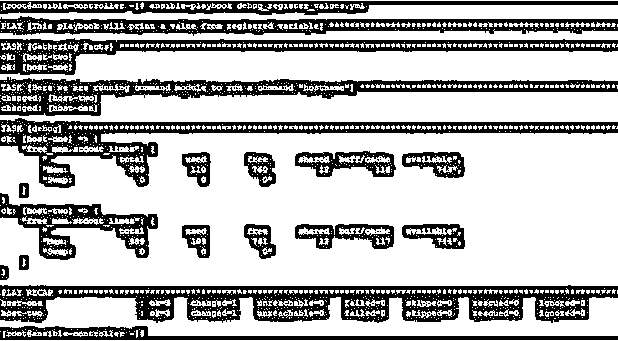 [root@ansible-controller ~]# ansible-playbook debug_register_values.yml
PLAY [This playbook will print a value from registered variable]
TASK [Gathering Facts]
ok: [host-two]
ok: [host-one]
TASK [Here we are running command module to run a command "hostname"]
changed: [host-two]
changed: [host-one]
TASK [debug]
ok: [host-one] => {
"free_mem.stdout_lines": [
total used free shared buff/cache available",
"Mem:
"Swap: 0 0
]
}
ok: [host-two] => {
"free_mem.stdout_lines": [
total used free shared buff/cache available",
"Mem: 117
"Swap: 0 0
]
}
PLAY RECAP
host-one : ok=3 changed=1 unreachable=0 failed=0 skipped=0 rescued=0 ignored=0
host-two : ok=3 changed=1 unreachable=0 failed=0 skipped=0 rescued=0 ignored=0
[root@ansible-controller ~]#